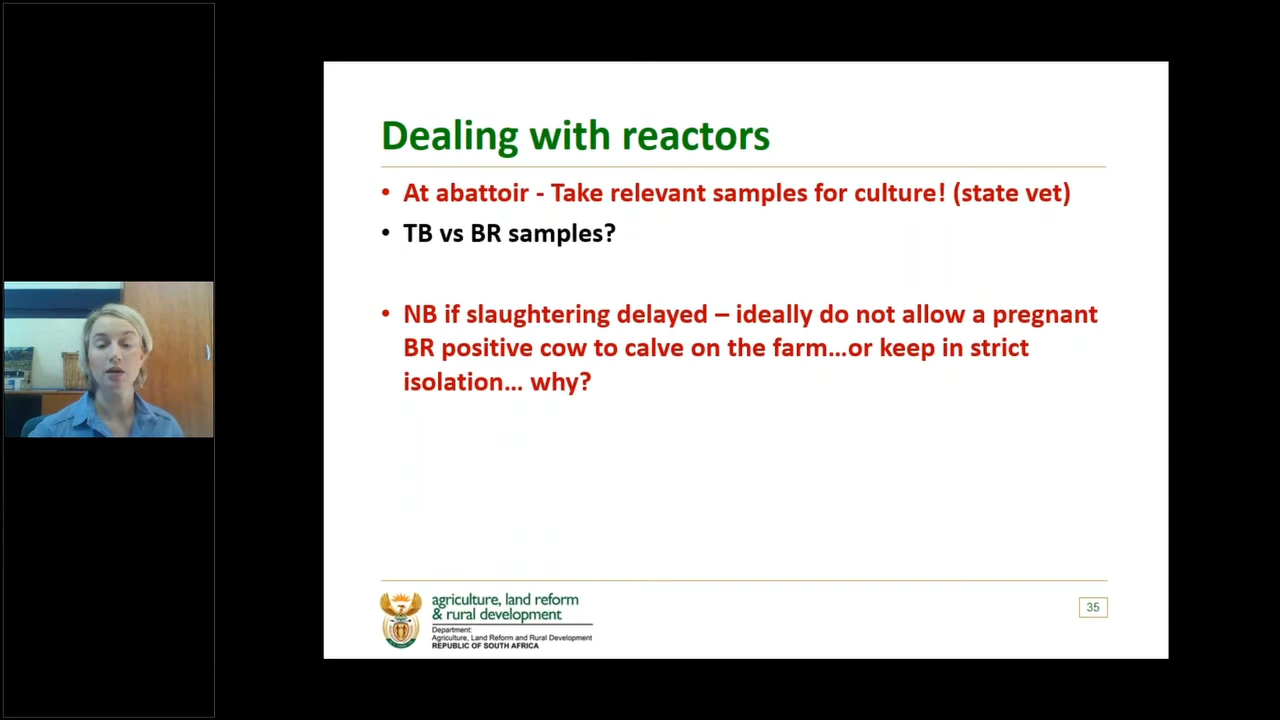 Dealing with reactors
• At abattoir - Take relevant samples for culture! (state vet)
• TB vs BR samples?
• NB if slaughtering delayed – ideally do not allow a pregnant
BR positive cow to calve on the farm…or keep in strict
isolation… why?
agriculture, land reform
& rural development
Department:
Agriculture, Land Reform and Rural Development
REPUBLIC OF SOUTH AFRICA
35